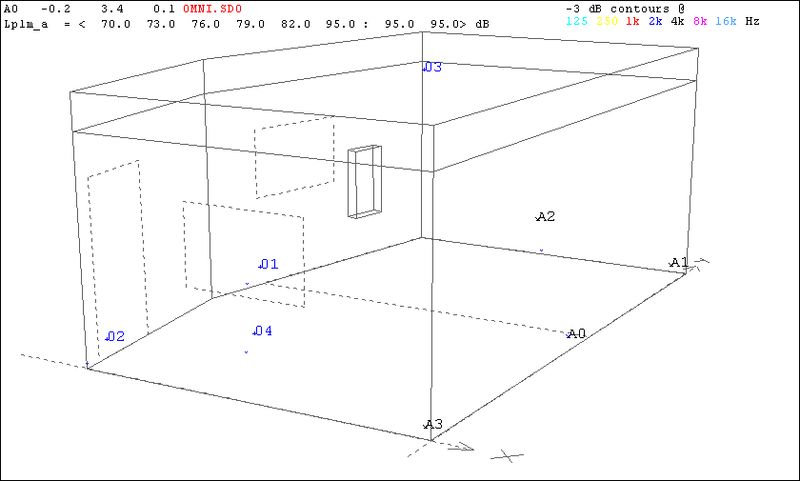 A0 -0.2 3.4 0.1 OMNI.SDO -3 dB contours @
Lplm_a = < 70.0 73.0 76.0 79.0 82.0 95.0 : 95.0 95.0> dB 125 250 1k 2k 4k 8k 16k Hz
03
A2
01
A1
02
04
A0
A3
X